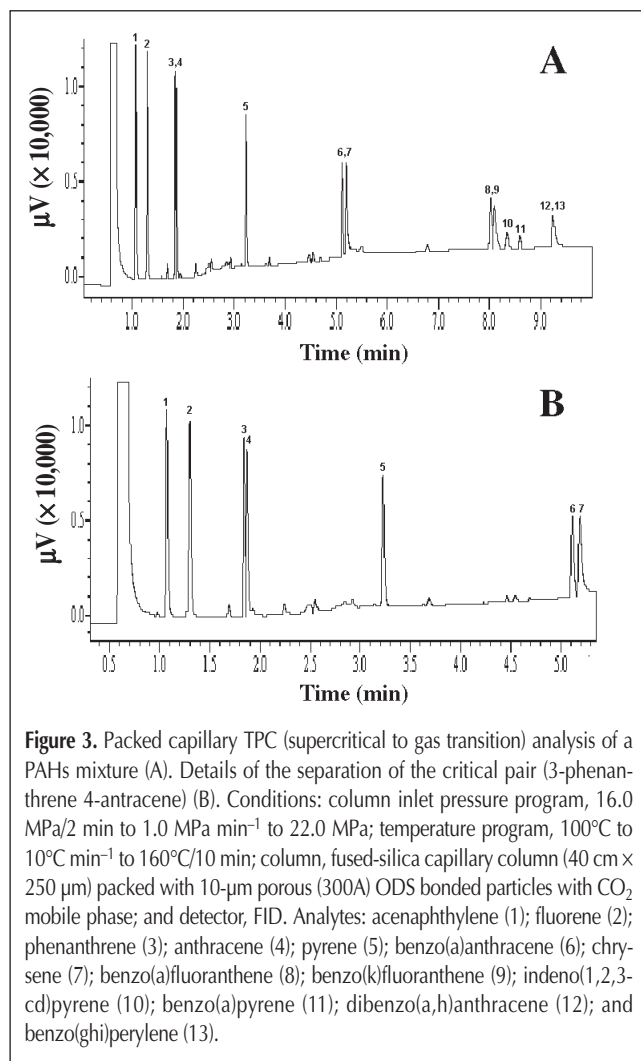 A
1 2 3,4 5 6,7 8,9 10 11 12,13
μV (× 10,000)
1.0
0.5
0.0
1.0 2.0 3.0 4.0 5.0 6.0 7.0 8.0 9.0
Time (min)
B
1 2 3 4 5 6 7
μV (× 10,000)
1.0
0.5
0.0
0.5 1.0 1.5 2.0 2.5 3.0 3.5 4.0 4.5 5.0
Time (min)
Figure 3. Packed capillary TPC (supercritical to gas transition) analysis of a
PAHs mixture (A). Details of the separation of the critical pair (3-phenan-
threne 4-antracene) (B). Conditions: column inlet pressure program, 16.0
MPa/2 min to 1.0 MPa min⁻¹ to 22.0 MPa; temperature program, 100°C to
10°C min⁻¹ to 160°C/10 min; column, fused-silica capillary column (40 cm ×
250 μm) packed with 10-μm porous (300A) ODS bonded particles with CO₂
mobile phase; and detector, FID. Analytes: acenaphthylene (1); fluorene (2);
phenanthrene (3); anthracene (4); pyrene (5); benzo(a)anthracene (6); chry-
sene (7); benzo(a)fluoranthene (8); benzo(k)fluoranthene (9); indeno(1,2,3-
cd)pyrene (10); benzo(a)pyrene (11); dibenzo(a,h)anthracene (12); and
benzo(ghi)perylene (13).